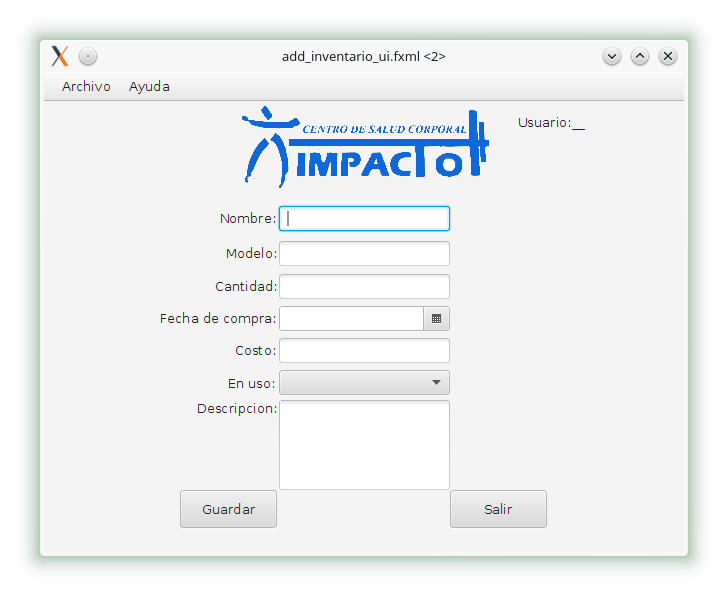 add_inventario_ui.fxml <2>
Archivo Ayuda
CENTRO DE SALUD CORPORAL
IMPACTO
Usuario:__
Nombre:
Modelo:
Cantidad:
Fecha de compra:
Costo:
En uso:
Descripcion:
Guardar Salir